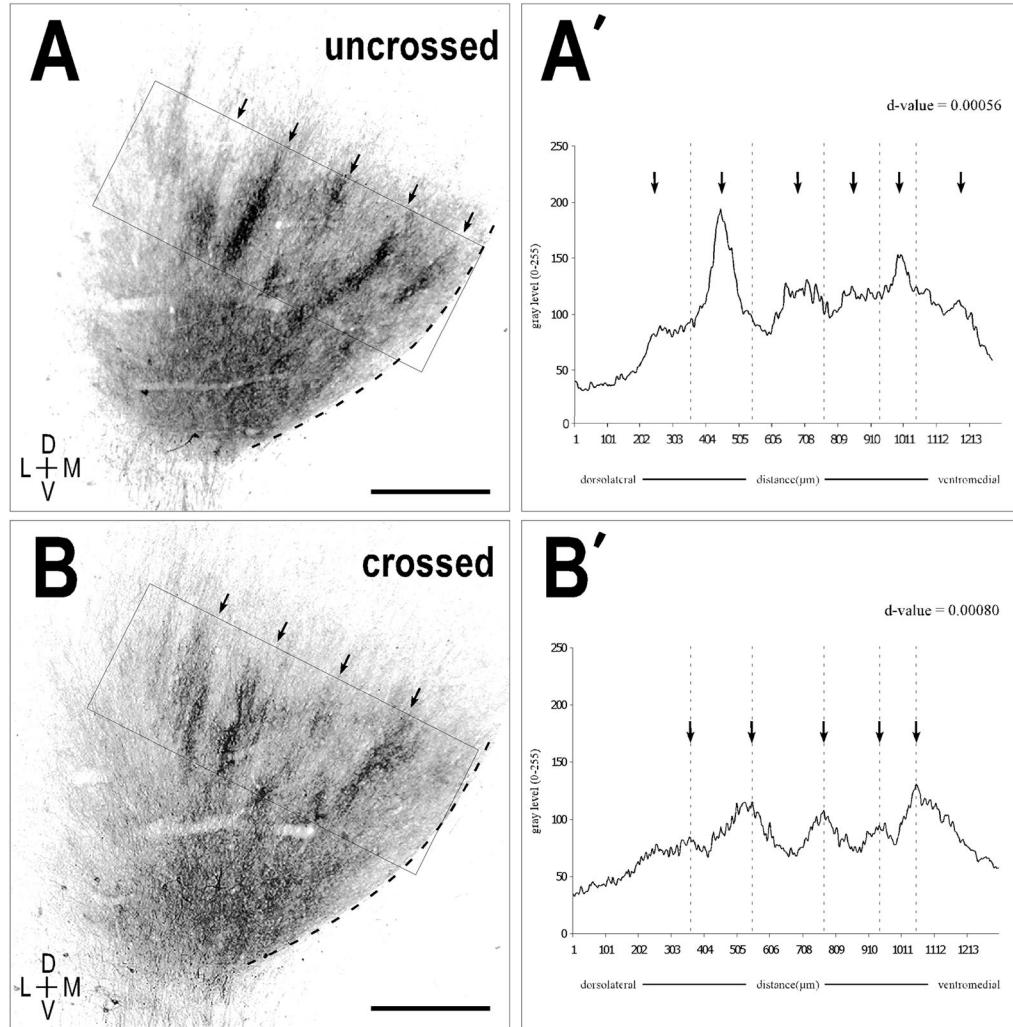 A
uncrossed
D
L M
V
A'
d-value = 0.00056
gray level (0-255)
250
200
150
100
50
0
1 101 202 303 404 505 606 708 809 910 1011 1112 1213
dorsolateral distance(µm) ventromedial
B
crossed
D
L M
V
B'
d-value = 0.00080
gray level (0-255)
250
200
150
100
50
0
1 101 202 303 404 505 606 708 809 910 1011 1112 1213
dorsolateral distance(µm) ventromedial